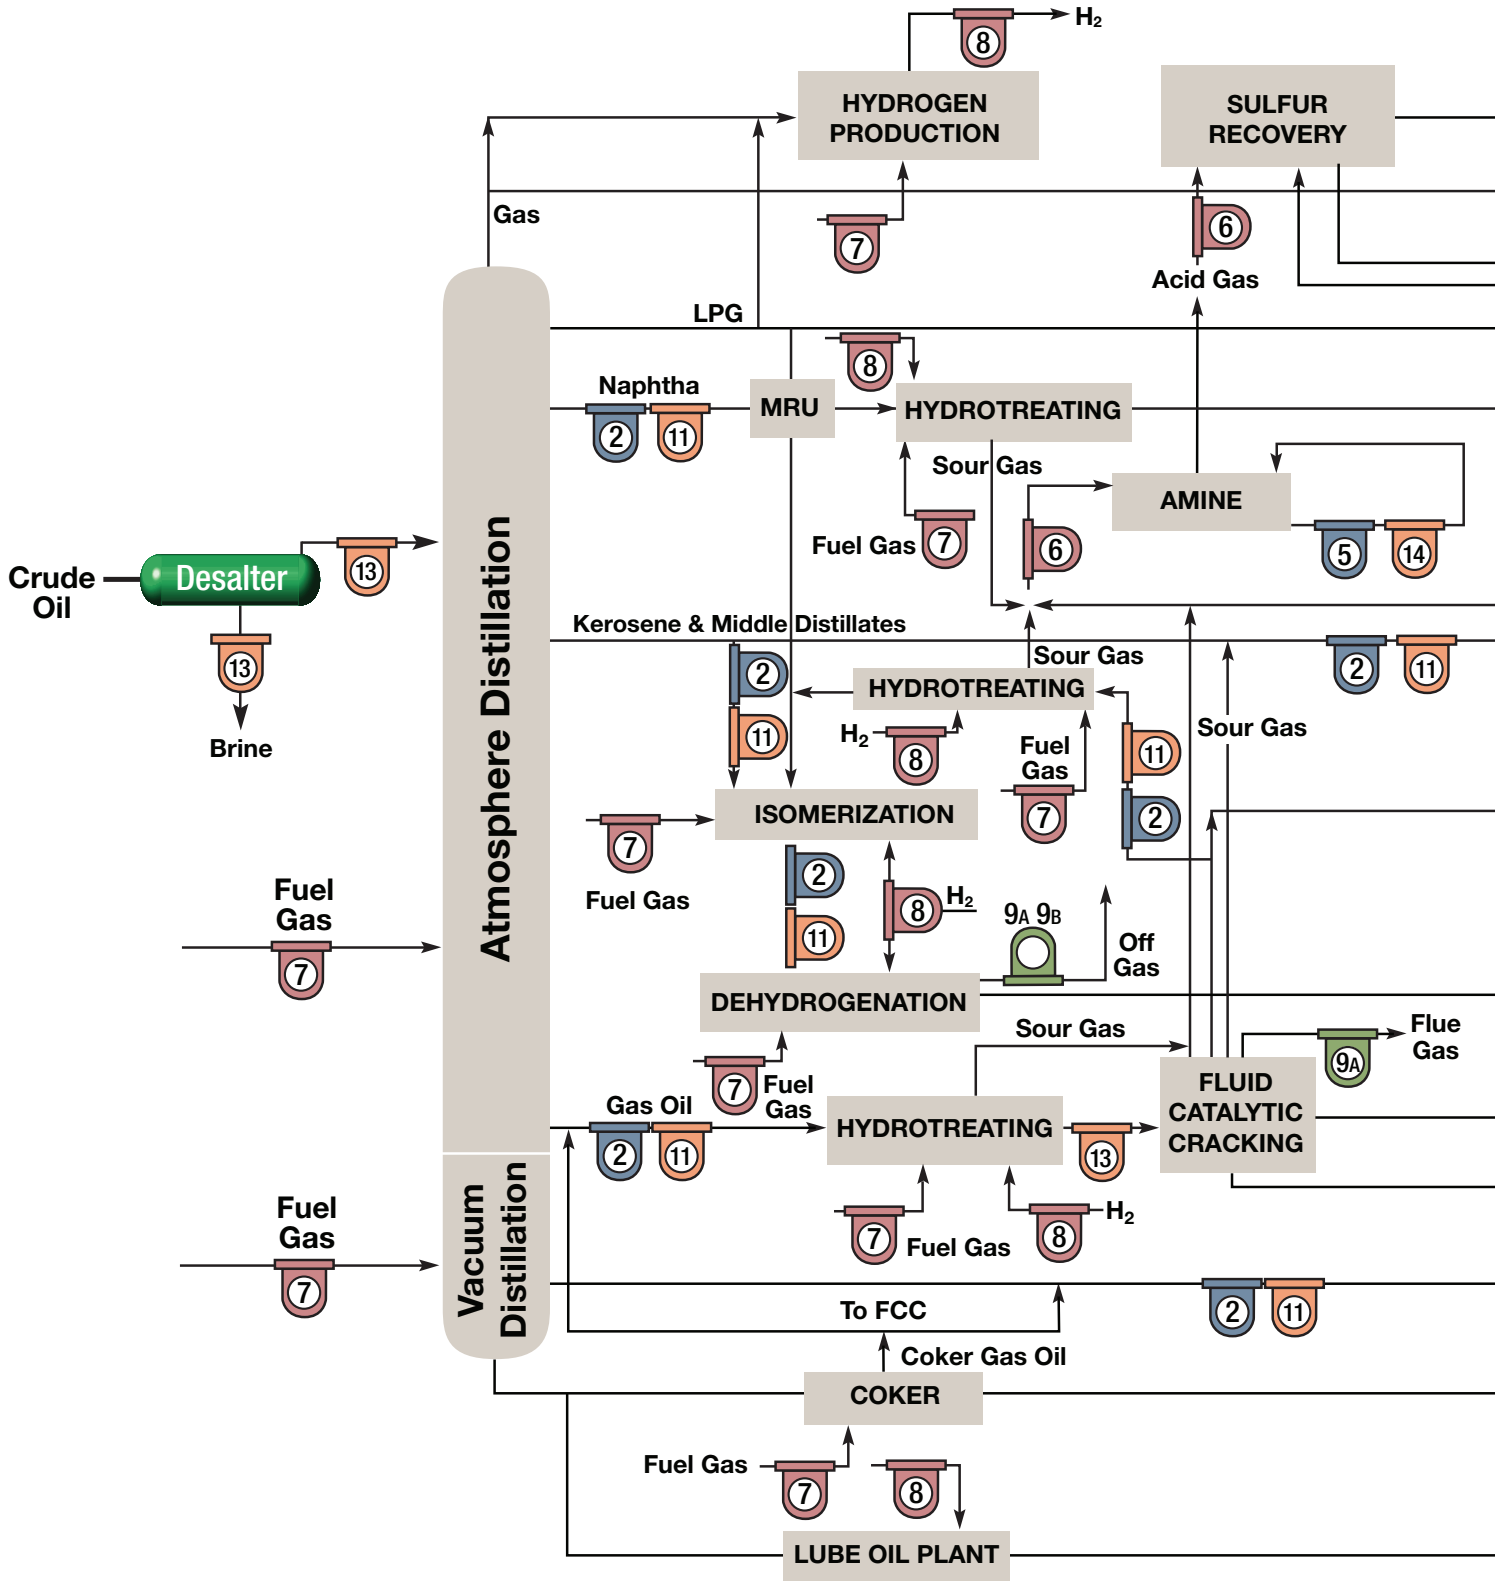 8
H₂
HYDROGEN
PRODUCTION
SULFUR
RECOVERY
Gas
7
6
Acid Gas
LPG
8
Naphtha
MRU
HYDROTREATING
2
11
Sour Gas
AMINE
Fuel Gas
7
6
5
14
13
Crude
Oil
Desalter
13
Brine
Atmosphere Distillation
Kerosene & Middle Distillates
2
11
Sour Gas
2
HYDROTREATING
11
H₂
8
Fuel
Gas
7
11
2
Sour Gas
ISOMERIZATION
7
Fuel Gas
2
11
8
H₂
9A 9B
Off
Gas
Fuel
Gas
7
DEHYDROGENATION
Sour Gas
Flue
Gas
9A
7
Fuel
Gas
FLUID
CATALYTIC
CRACKING
Gas Oil
2
11
HYDROTREATING
13
7
Fuel Gas
8
H₂
Fuel
Gas
7
Vacuum
Distillation
2
11
To FCC
Coker Gas Oil
COKER
Fuel Gas
7
8
LUBE OIL PLANT